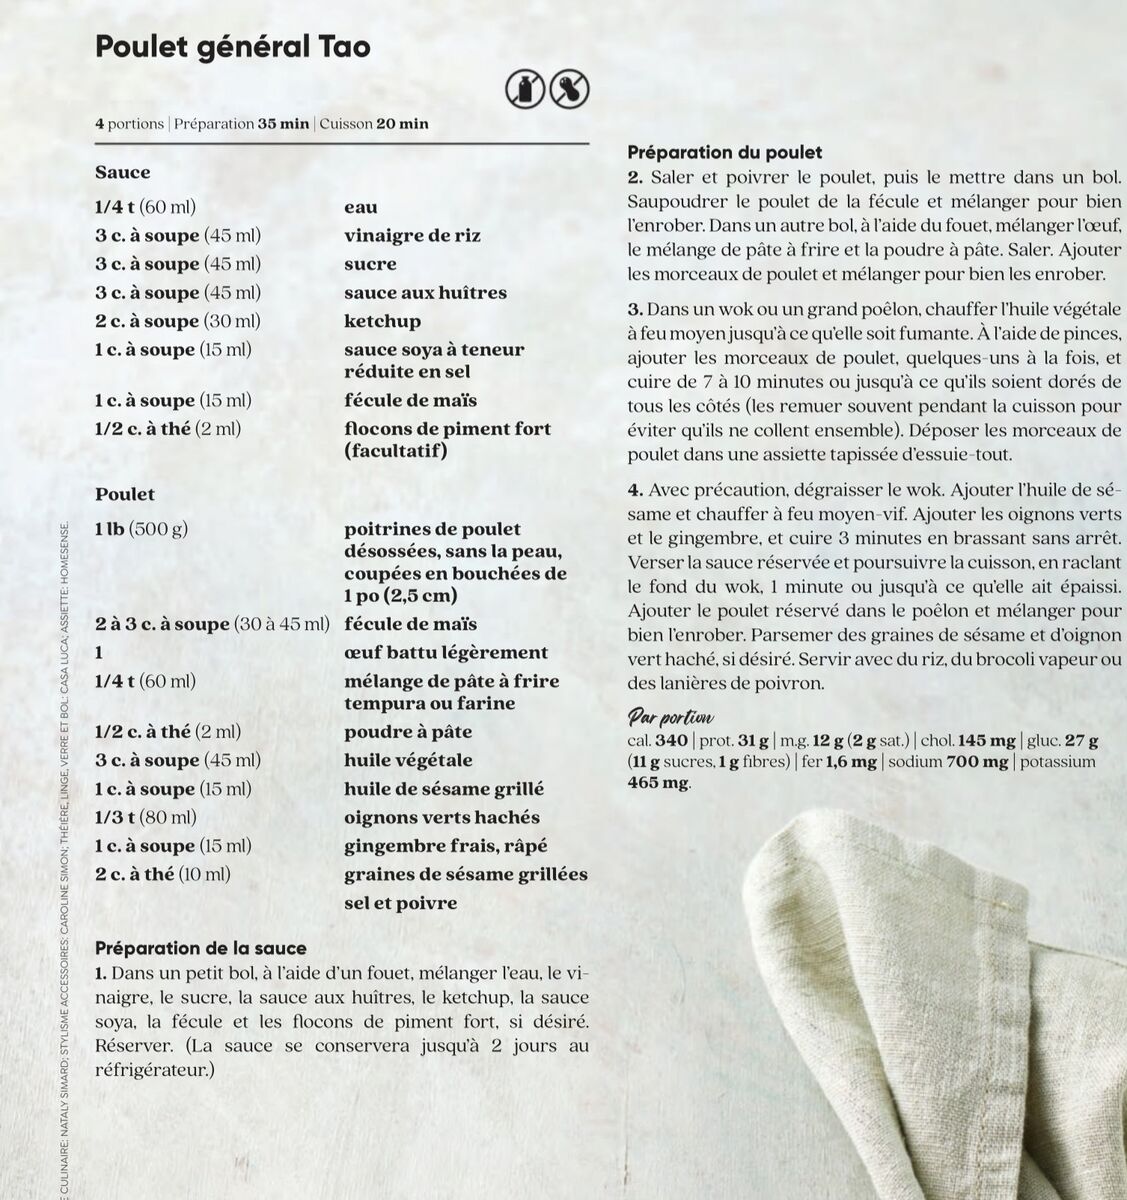 Poulet général Tao
4 portions | Préparation 35 min | Cuisson 20 min
Sauce
1/4 t (60 ml) eau
3 c. à soupe (45 ml) vinaigre de riz
3 c. à soupe (45 ml) sucre
3 c. à soupe (45 ml) sauce aux huîtres
2 c. à soupe (30 ml) ketchup
1 c. à soupe (15 ml) sauce soya à teneur
réduite en sel
1 c. à soupe (15 ml) fécule de maïs
1/2 c. à thé (2 ml) flocons de piment fort
(facultatif)
Poulet
1 lb (500 g) poitrines de poulet
désossées, sans la peau,
coupées en bouchées de
1 po (2,5 cm)
2 à 3 c. à soupe (30 à 45 ml) fécule de maïs
1 œuf battu légèrement
1/4 t (60 ml) mélange de pâte à frire
tempura ou farine
1/2 c. à thé (2 ml) poudre à pâte
3 c. à soupe (45 ml) huile végétale
1 c. à soupe (15 ml) huile de sésame grillé
1/3 t (80 ml) oignons verts hachés
1 c. à soupe (15 ml) gingembre frais, râpé
2 c. à thé (10 ml) graines de sésame grillées
sel et poivre
Préparation de la sauce
1. Dans un petit bol, à l'aide d'un fouet, mélanger l'eau, le vi-
naigre, le sucre, la sauce aux huîtres, le ketchup, la sauce
soya, la fécule et les flocons de piment fort, si désiré.
Réserver. (La sauce se conservera jusqu'à 2 jours au
réfrigérateur.)
Préparation du poulet
2. Saler et poivrer le poulet, puis le mettre dans un bol.
Saupoudrer le poulet de la fécule et mélanger pour bien
l'enrober. Dans un autre bol, à l'aide du fouet, mélanger l'œuf,
le mélange de pâte à frire et la poudre à pâte. Saler. Ajouter
les morceaux de poulet et mélanger pour bien les enrober.
3. Dans un wok ou un grand poêlon, chauffer l'huile végétale
à feu moyen jusqu'à ce qu'elle soit fumante. À l'aide de pinces,
ajouter les morceaux de poulet, quelques-uns à la fois, et
cuire de 7 à 10 minutes ou jusqu'à ce qu'ils soient dorés de
tous les côtés (les remuer souvent pendant la cuisson pour
éviter qu'ils ne collent ensemble). Déposer les morceaux de
poulet dans une assiette tapissée d'essuie-tout.
4. Avec précaution, dégraisser le wok. Ajouter l'huile de sé-
same et chauffer à feu moyen-vif. Ajouter les oignons verts
et le gingembre, et cuire 3 minutes en brassant sans arrêt.
Verser la sauce réservée et poursuivre la cuisson, en raclant
le fond du wok, 1 minute ou jusqu'à ce qu'elle ait épaissi.
Ajouter le poulet réservé dans le poêlon et mélanger pour
bien l'enrober. Parsemer des graines de sésame et d'oignon
vert haché, si désiré. Servir avec du riz, du brocoli vapeur ou
des lanières de poivron.
Par portion
cal. 340 | prot. 31 g | m.g. 12 g (2 g sat.) | chol. 145 mg | gluc. 27 g
(11 g sucres, 1 g fibres) | fer 1,6 mg | sodium 700 mg | potassium
465 mg.
CULINAIRE: NATALY SIMARD; STYLISME ACCESSOIRES: CAROLINE SIMON; THÉIÈRE, LINGE, VERRE ET BOL: CASA LUCA; ASSIETTE: HOMESENSE.